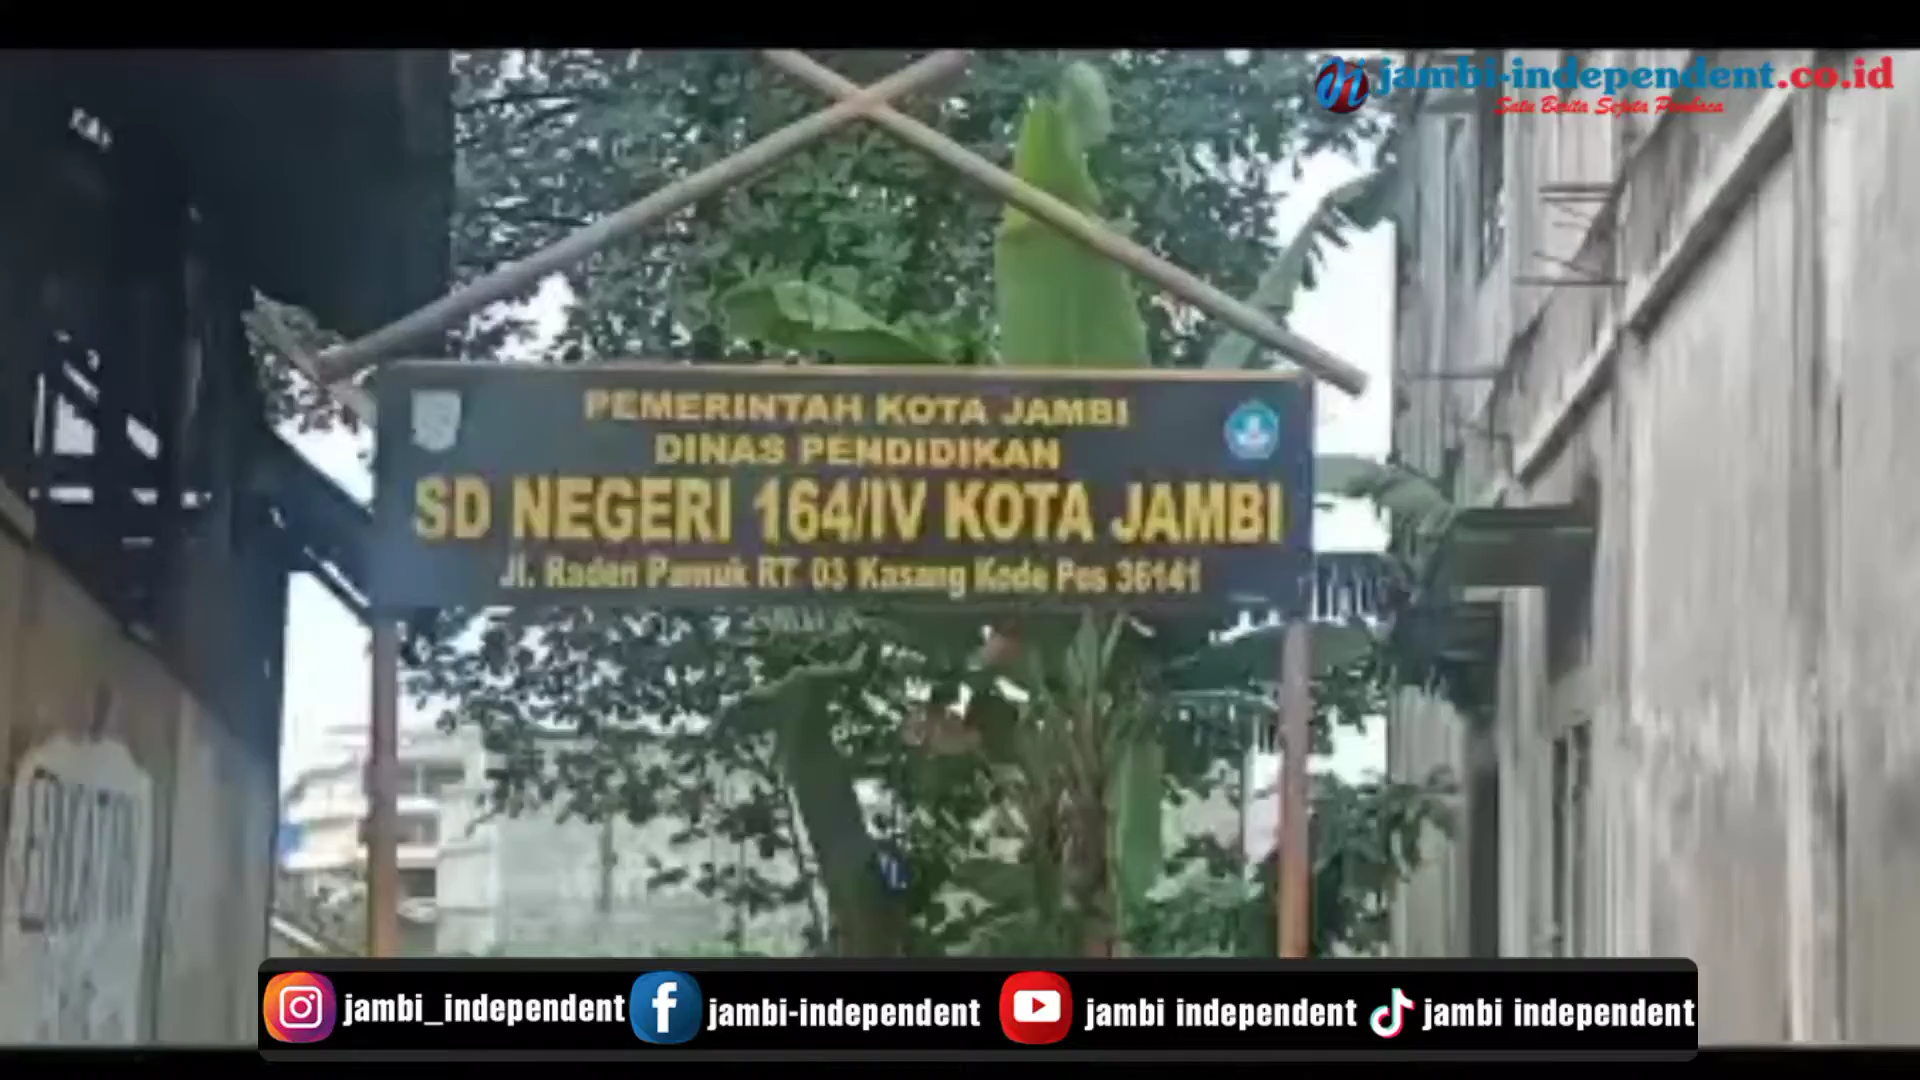 jambi-independent.co.id
Satu Berita Sejuta Pembaca
PEMERINTAH KOTA JAMBI
DINAS PENDIDIKAN
SD NEGERI 164/IV KOTA JAMBI
Jl. Raden Pamuk RT 03 Kasang Kode Pos 36141
jambi_independent
jambi-independent
jambi independent
jambi independent